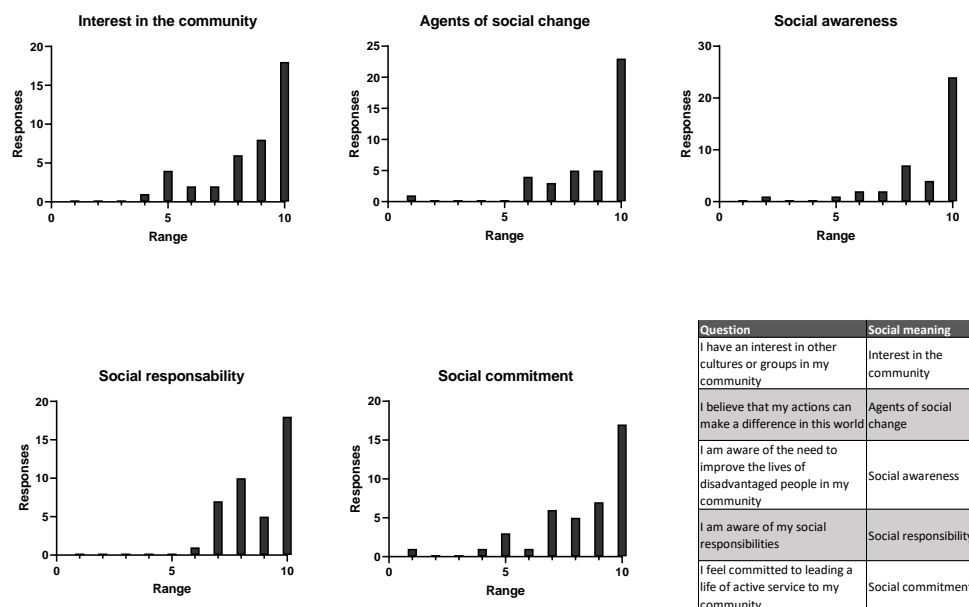 Interest in the community
20
15
10
5
0
0
5
10
Responses
Range
Agents of social change
25
20
15
10
5
0
0
5
10
Responses
Range
Social awareness
30
20
10
0
0
5
10
Responses
Range
Social responsability
20
15
10
5
0
0
5
10
Responses
Range
Social commitment
20
15
10
5
0
0
5
10
Responses
Range
Question Social meaning
I have an interest in other
cultures or groups in my
community
Interest in the
community
I believe that my actions can
make a difference in this world
Agents of social
change
I am aware of the need to
improve the lives of
disadvantaged people in my
community
Social awareness
I am aware of my social
responsibilities
Social responsibility
I feel committed to leading a
life of active service to my
community
Social commitment